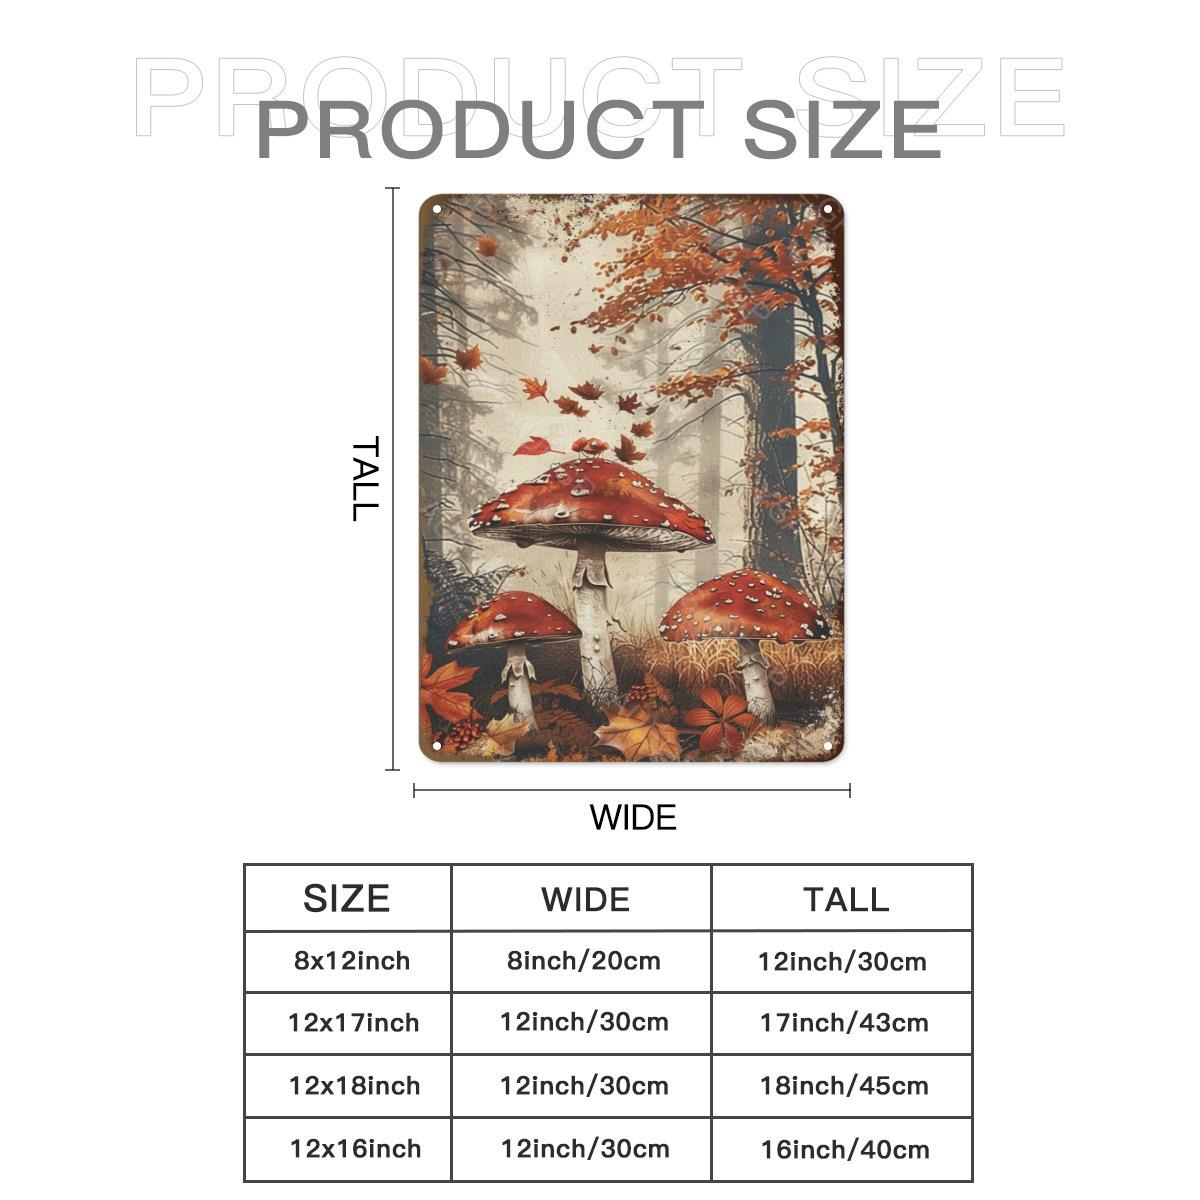 PRODUCT SIZE
PRODUCT SIZE
TALL
WIDE
SIZE WIDE TALL
8x12inch 8inch/20cm 12inch/30cm
12x17inch 12inch/30cm 17inch/43cm
12x18inch 12inch/30cm 18inch/45cm
12x16inch 12inch/30cm 16inch/40cm